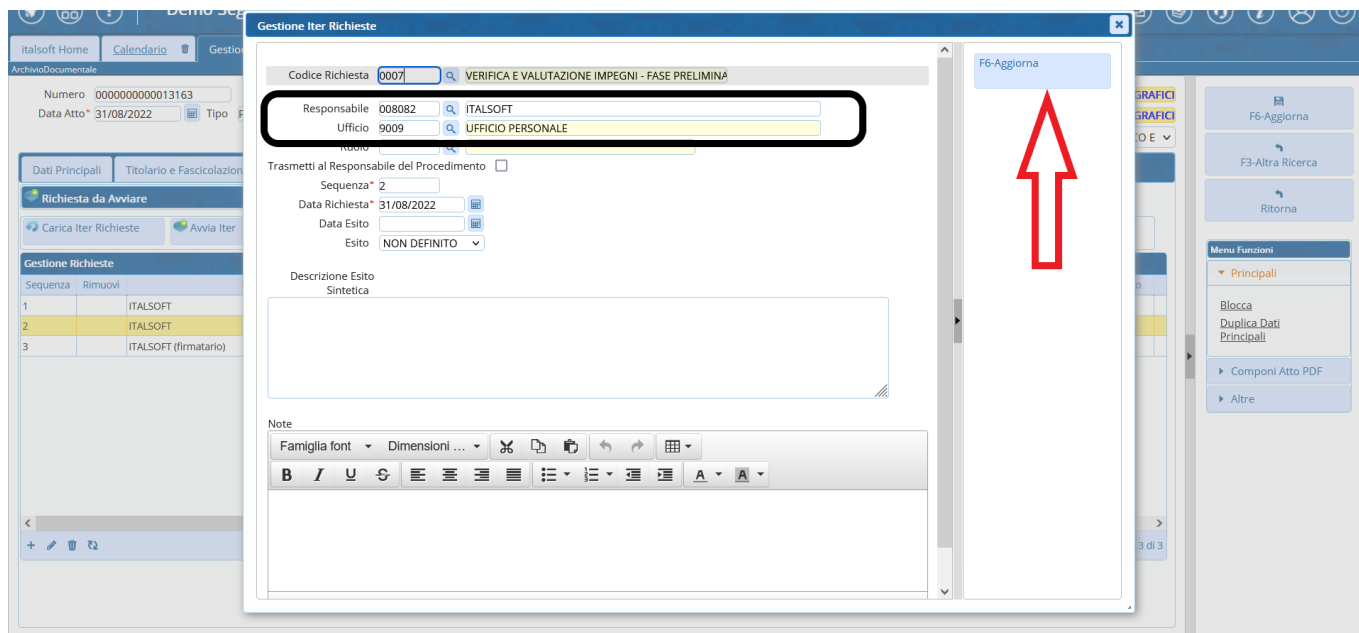 Demo Seg
Gestione Iter Richieste
italsoft Home
Calendario
Gestio
ArchivioDocumentale
Numero 0000000000013163
Data Atto* 31/08/2022
Tipo
GRAFICI
GRAFICI
O E
Dati Principali
Titolario e Fascicolazion
Richiesta da Avviare
Carica Iter Richieste
Avvia Iter
Gestione Richieste
Sequenza Rimuovi
1 ITALSOFT
2 ITALSOFT
3 ITALSOFT (firmatario)
3 di 3
Codice Richiesta 0007 VERIFICA E VALUTAZIONE IMPEGNI - FASE PRELIMINA
Responsabile 008082 ITALSOFT
Ufficio 9009 UFFICIO PERSONALE
Ruolo
Trasmetti al Responsabile del Procedimento
Sequenza* 2
Data Richiesta* 31/08/2022
Data Esito
Esito NON DEFINITO
Descrizione Esito
Sintetica
Note
Famiglia font Dimensioni ...
B I U S
A A
F6-Aggiorna
F6-Aggiorna
F3-Altra Ricerca
Ritorna
Menu Funzioni
Principali
Blocca
Duplica Dati
Principali
Componi Atto PDF
Altre